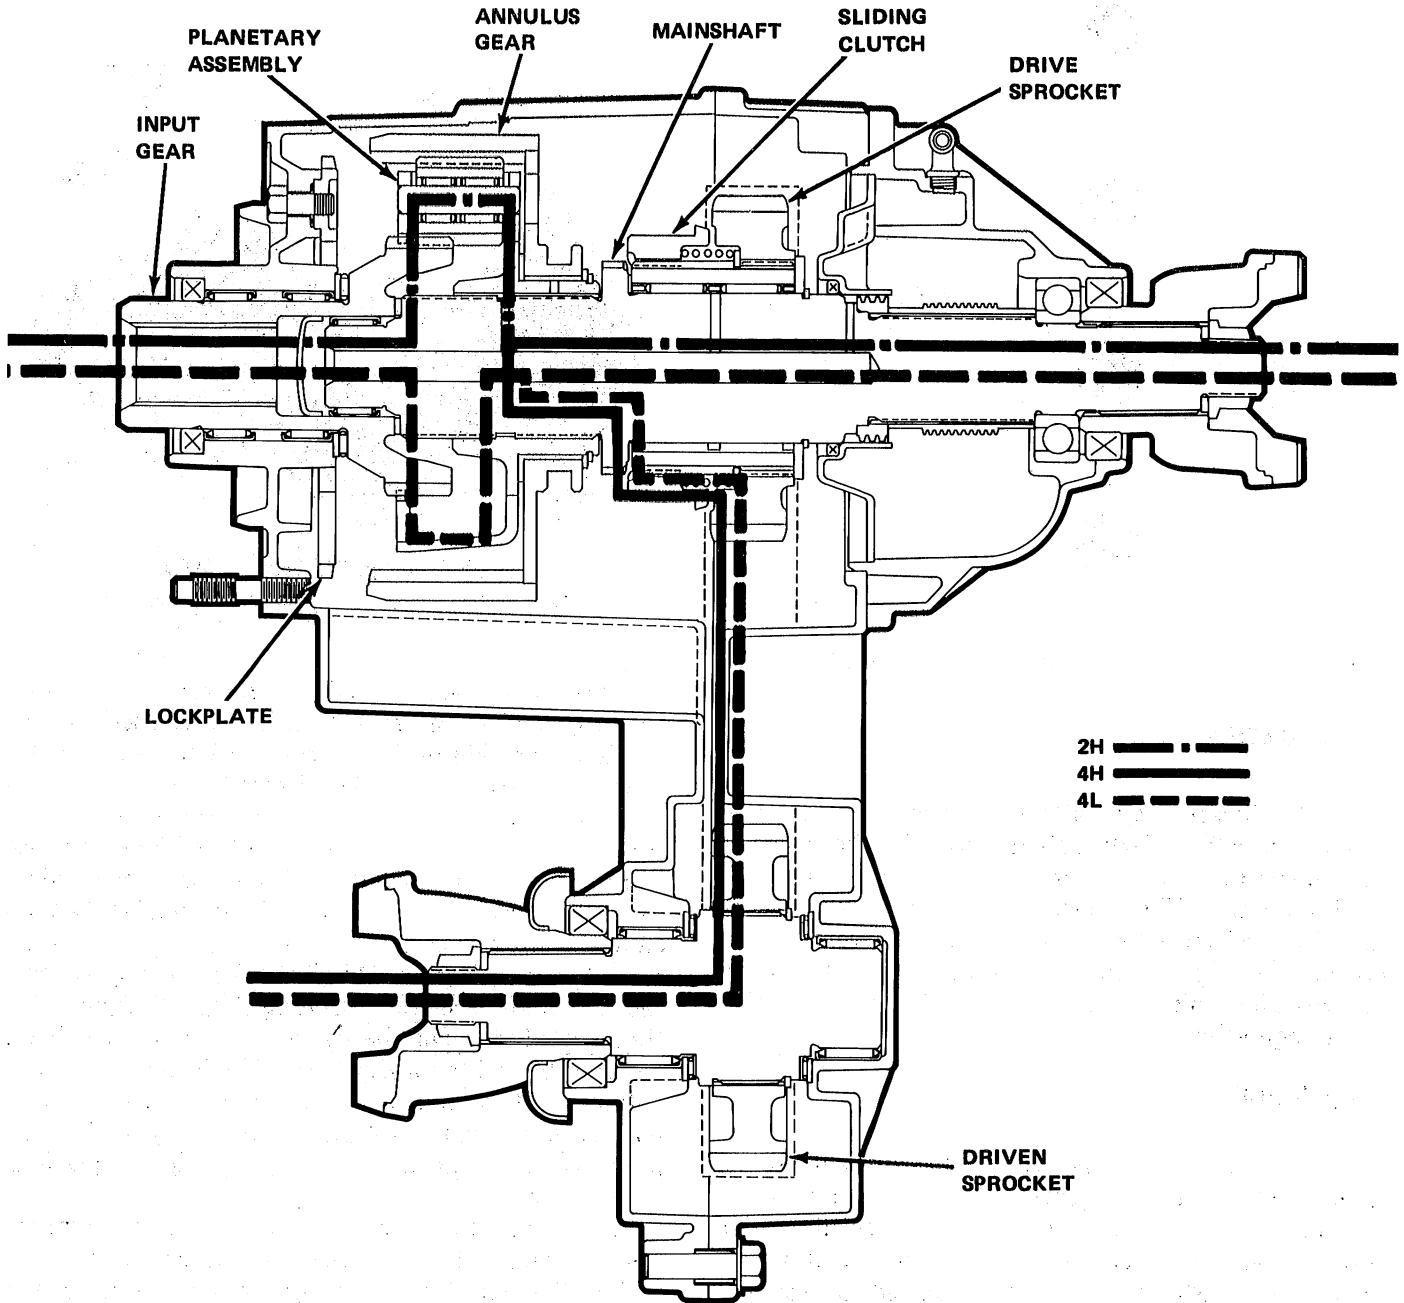 ANNULUS
GEAR
SLIDING
CLUTCH
PLANETARY
ASSEMBLY
MAINSHAFT
DRIVE
SPROCKET
INPUT
GEAR
LOCKPLATE
2H
4H
4L
DRIVEN
SPROCKET